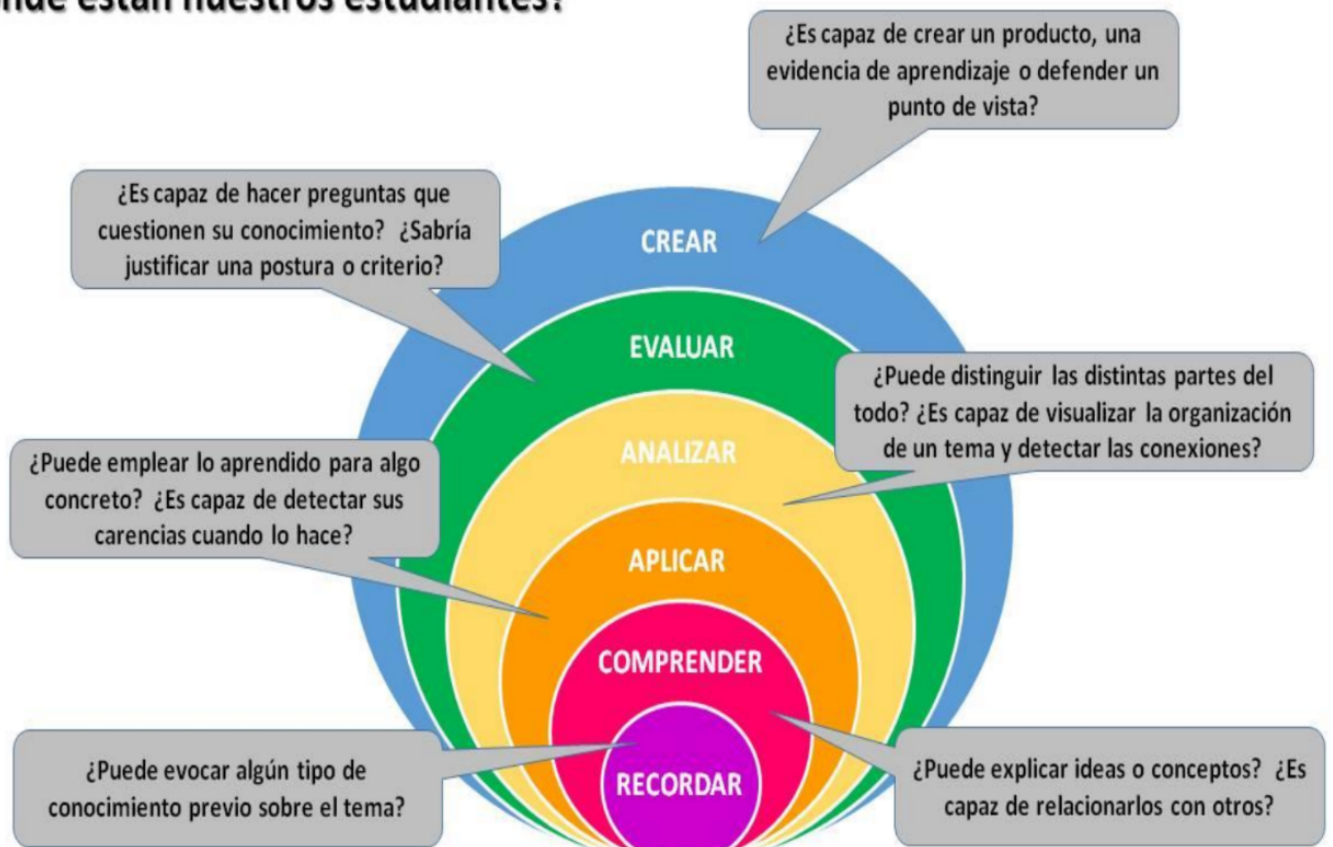 onde están nuestros estudiantes?
¿Es capaz de crear un producto, una
evidencia de aprendizaje o defender un
punto de vista?
¿Es capaz de hacer preguntas que
cuestionen su conocimiento? ¿Sabría
justificar una postura o criterio?
CREAR
EVALUAR
¿Puede distinguir las distintas partes del
todo? ¿Es capaz de visualizar la organización
de un tema y detectar las conexiones?
ANALIZAR
¿Puede emplear lo aprendido para algo
concreto? ¿Es capaz de detectar sus
carencias cuando lo hace?
APLICAR
COMPRENDER
¿Puede evocar algún tipo de
conocimiento previo sobre el tema?
RECORDAR
¿Puede explicar ideas o conceptos? ¿Es
capaz de relacionarlos con otros?